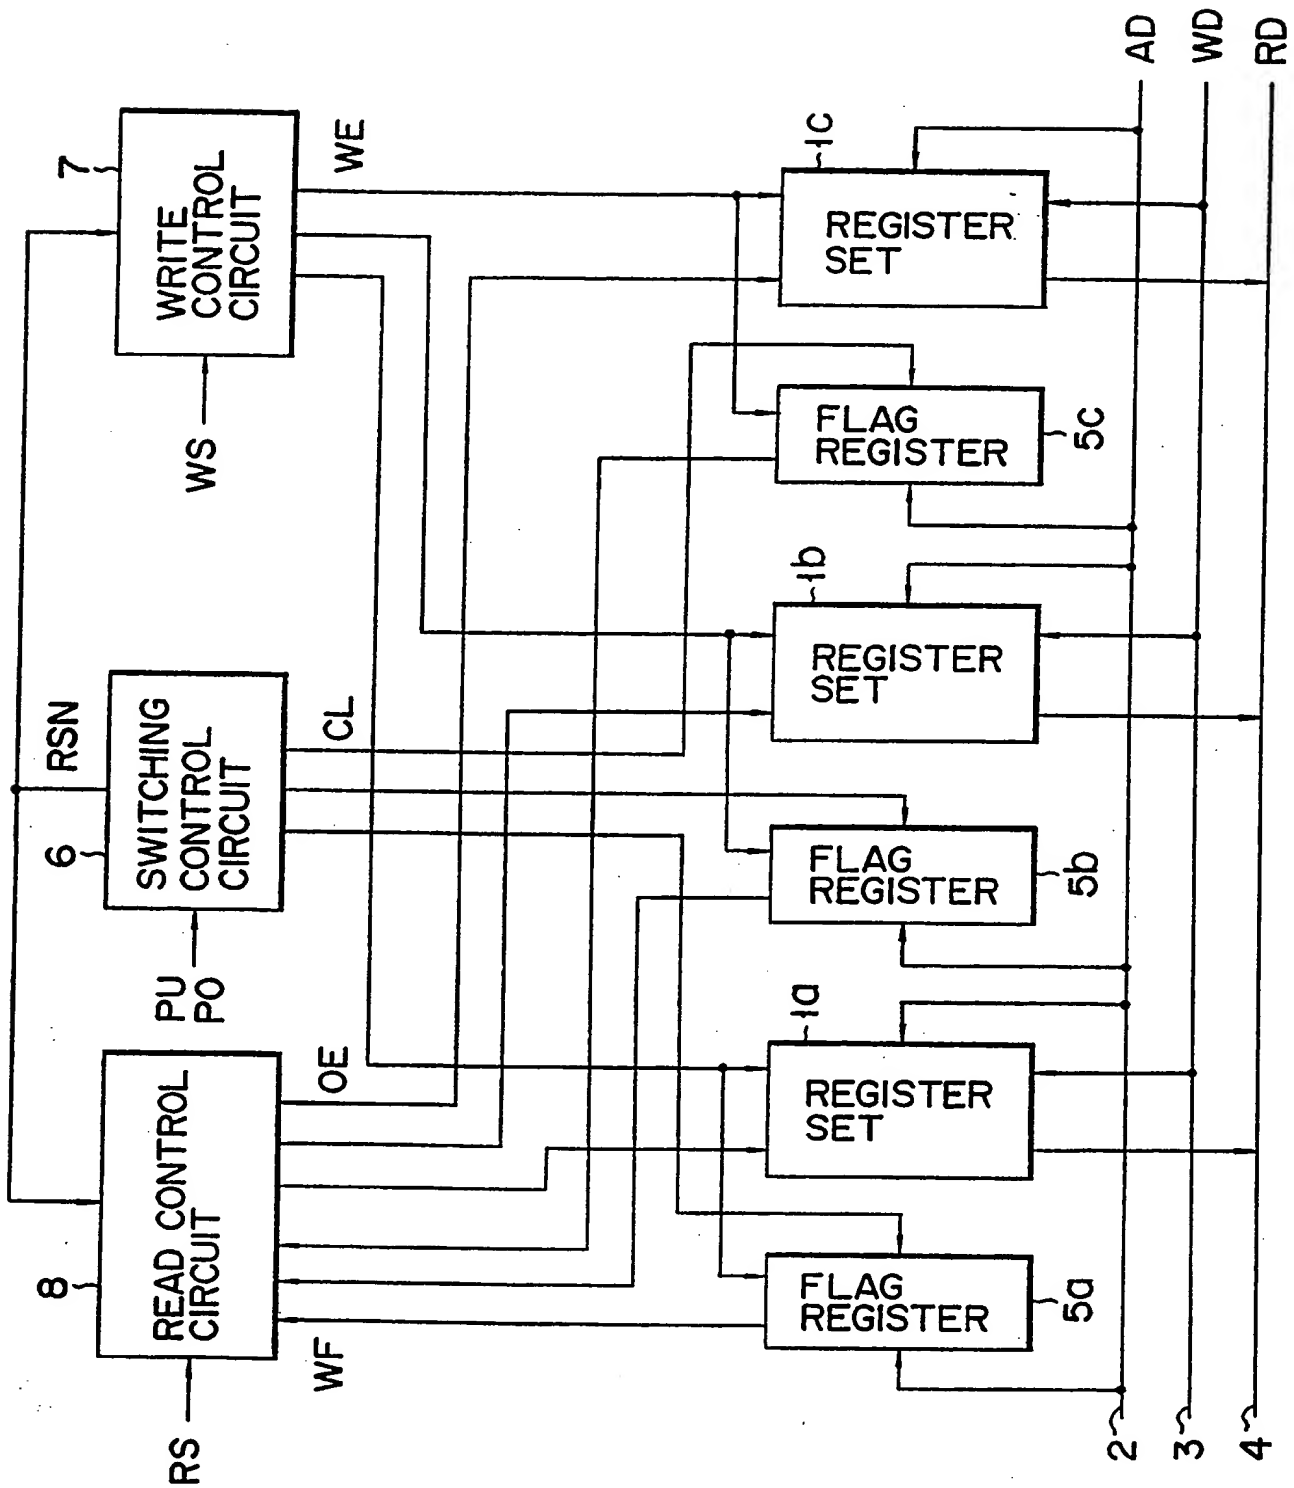 8
READ CONTROL
CIRCUIT
RS
WF
OE
RSN
6
SWITCHING
CONTROL
CIRCUIT
PU
PO
CL
7
WRITE
CONTROL
CIRCUIT
WS
WE
FLAG
REGISTER
5a
REGISTER
SET
1a
FLAG
REGISTER
5b
REGISTER
SET
1b
FLAG
REGISTER
5c
REGISTER
SET
1c
2
AD
3
WD
4
RD